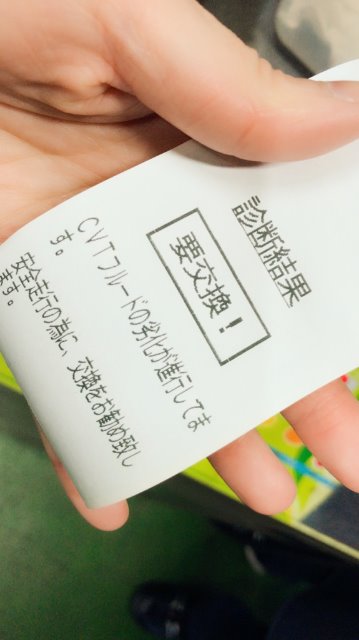 診断結果
要交換！
CVTフルードの劣化が進行してま
す。
安全走行の為に、交換をお勧め致し
ます。